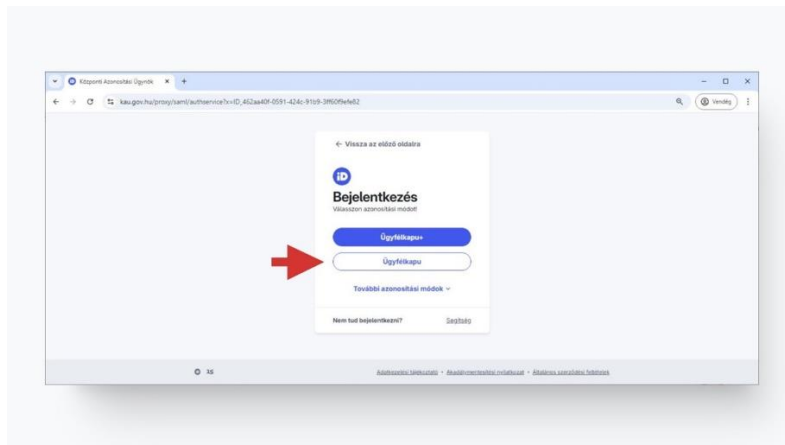 Központi Azonosítási Ügynök
kau.gov.hu/proxy/saml/authservice?v=ID_462aa40f-0591-424c-91b9-3ff60f9efe82
Vendég
← Vissza az előző oldalra
iD
Bejelentkezés
Válasszon azonosítási módot!
Ügyfélkapu+
Ügyfélkapu
További azonosítási módok
Nem tud bejelentkezni?
Segítség
Adatkezelési tájékoztató • Akadálymentesítési nyilatkozat • Általános szerződési feltételek